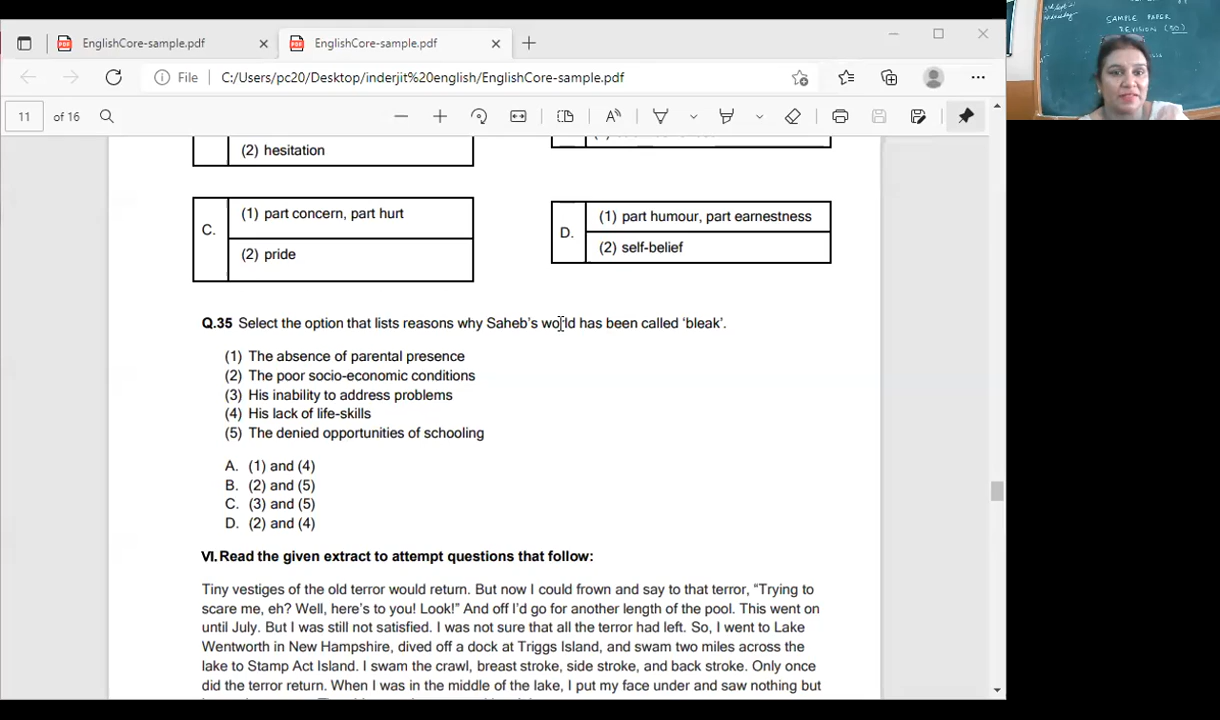 EnglishCore-sample.pdf
EnglishCore-sample.pdf
File C:/Users/pc20/Desktop/inderjit%20english/EnglishCore-sample.pdf
11 of 16
(2) hesitation
C. (1) part concern, part hurt
(2) pride
D. (1) part humour, part earnestness
(2) self-belief
Q.35 Select the option that lists reasons why Saheb's world has been called 'bleak'.
(1) The absence of parental presence
(2) The poor socio-economic conditions
(3) His inability to address problems
(4) His lack of life-skills
(5) The denied opportunities of schooling
A. (1) and (4)
B. (2) and (5)
C. (3) and (5)
D. (2) and (4)
VI. Read the given extract to attempt questions that follow:
Tiny vestiges of the old terror would return. But now I could frown and say to that terror, “Trying to
scare me, eh? Well, here's to you! Look!” And off I'd go for another length of the pool. This went on
until July. But I was still not satisfied. I was not sure that all the terror had left. So, I went to Lake
Wentworth in New Hampshire, dived off a dock at Triggs Island, and swam two miles across the
lake to Stamp Act Island. I swam the crawl, breast stroke, side stroke, and back stroke. Only once
did the terror return. When I was in the middle of the lake, I put my face under and saw nothing but
SAMPLE PAPER
REVISION